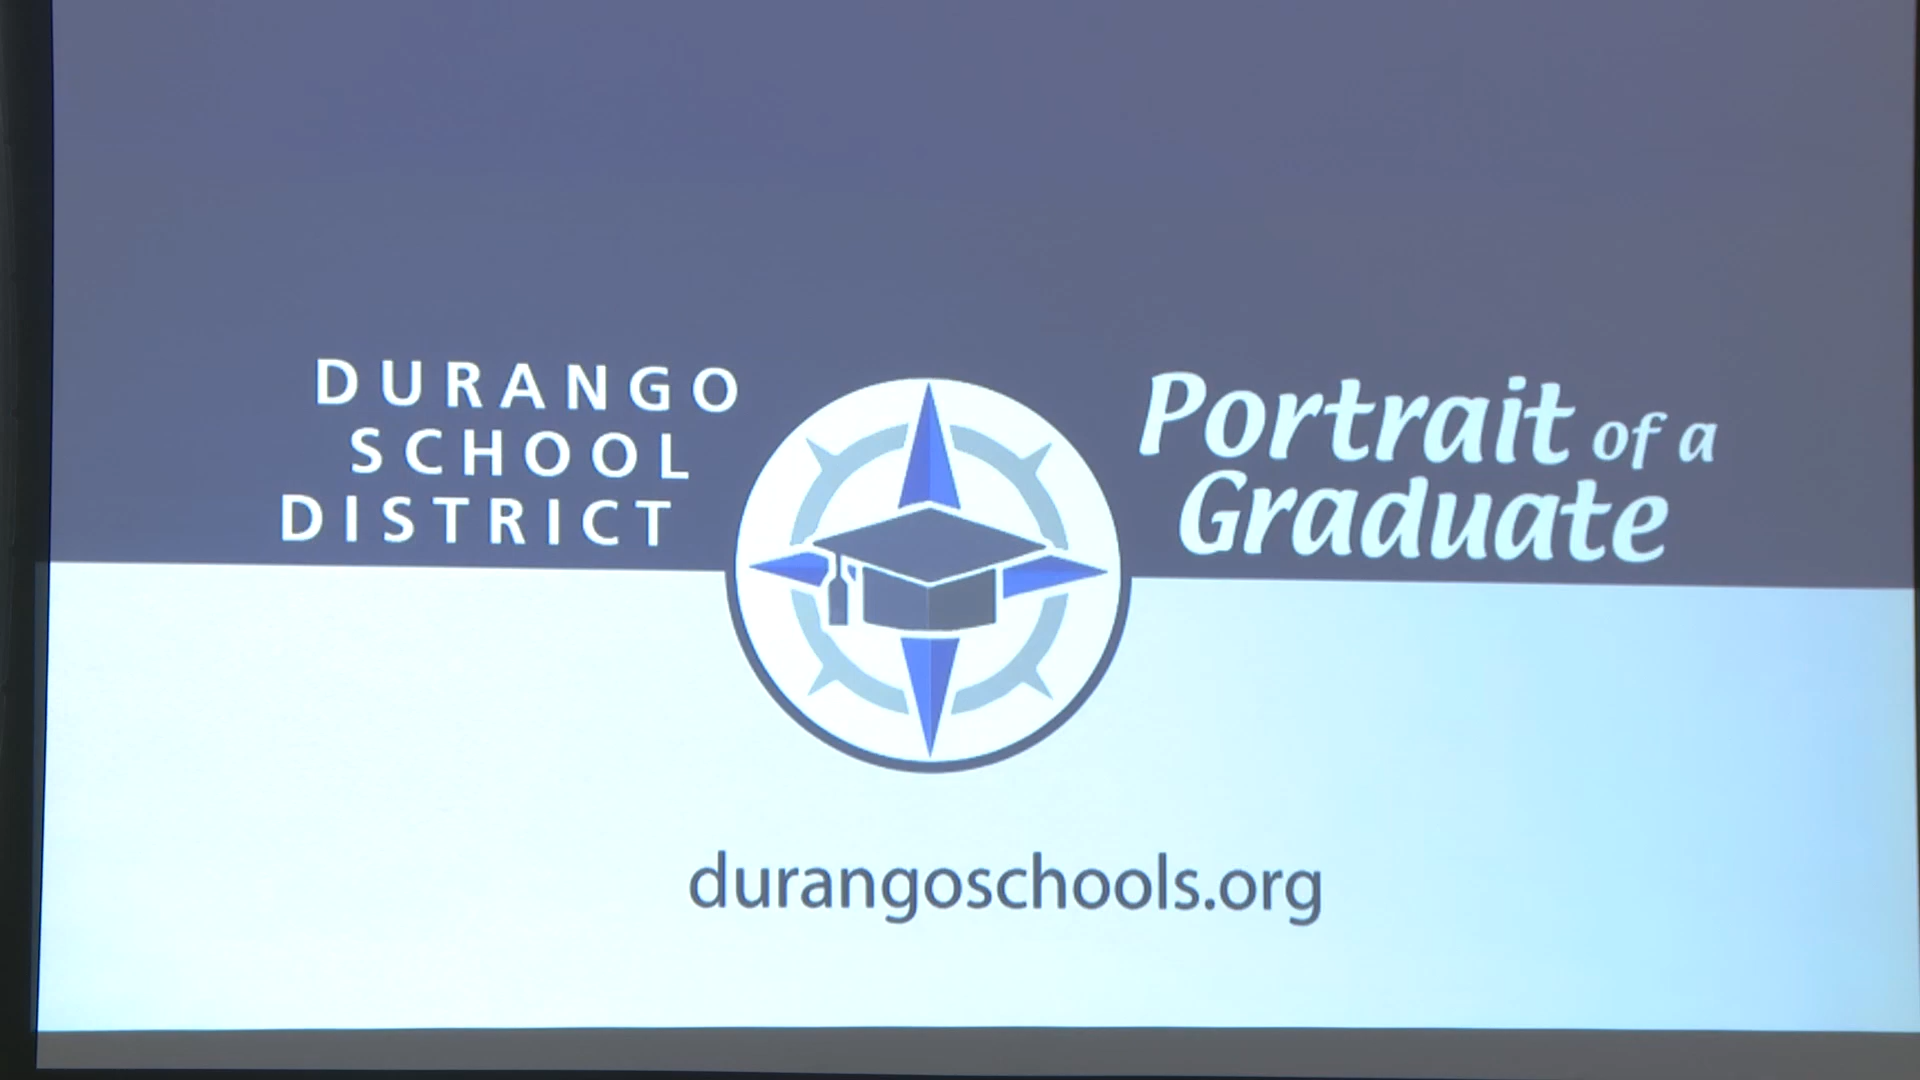 DURANGO
SCHOOL
DISTRICT
Portrait of a
Graduate
durangoschools.org